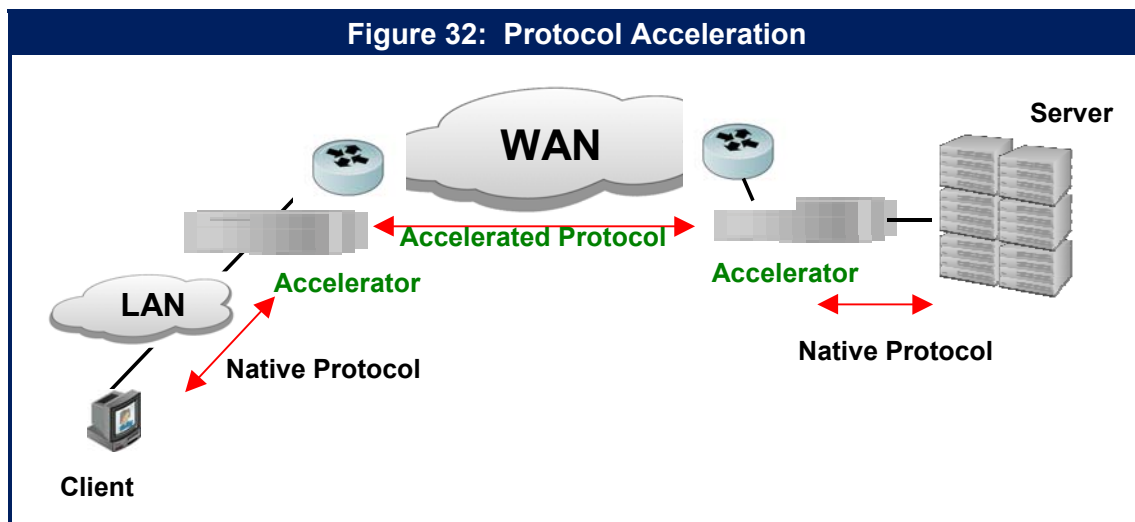 Figure 32: Protocol Acceleration
WAN
Server
Accelerated Protocol
Accelerator
Accelerator
LAN
Native Protocol
Native Protocol
Client